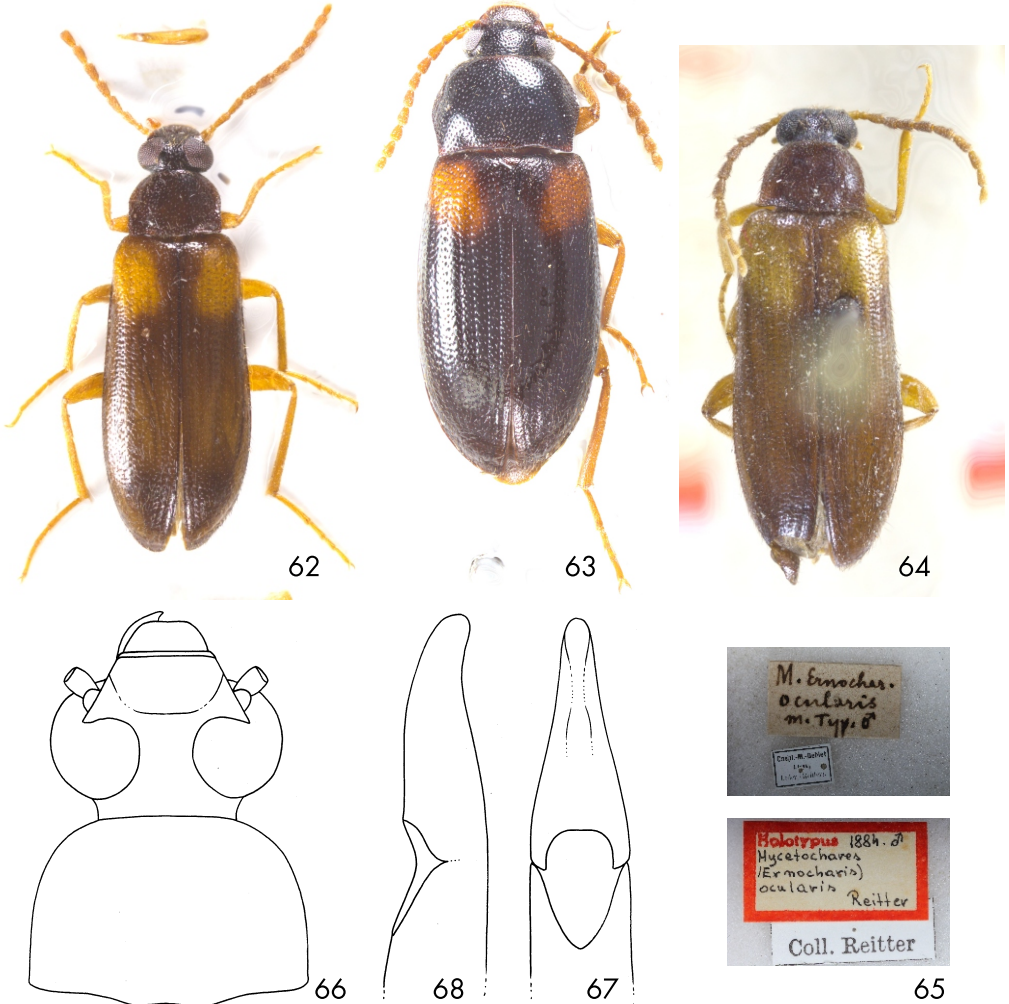 62
63
64
M. Ernochar.
ocularis
m. Typ. ♂
Holotypus 1884. ♂
Mycetochares
(Ernocharis)
ocularis
Reitter
Coll. Reitter
66
68
67
65